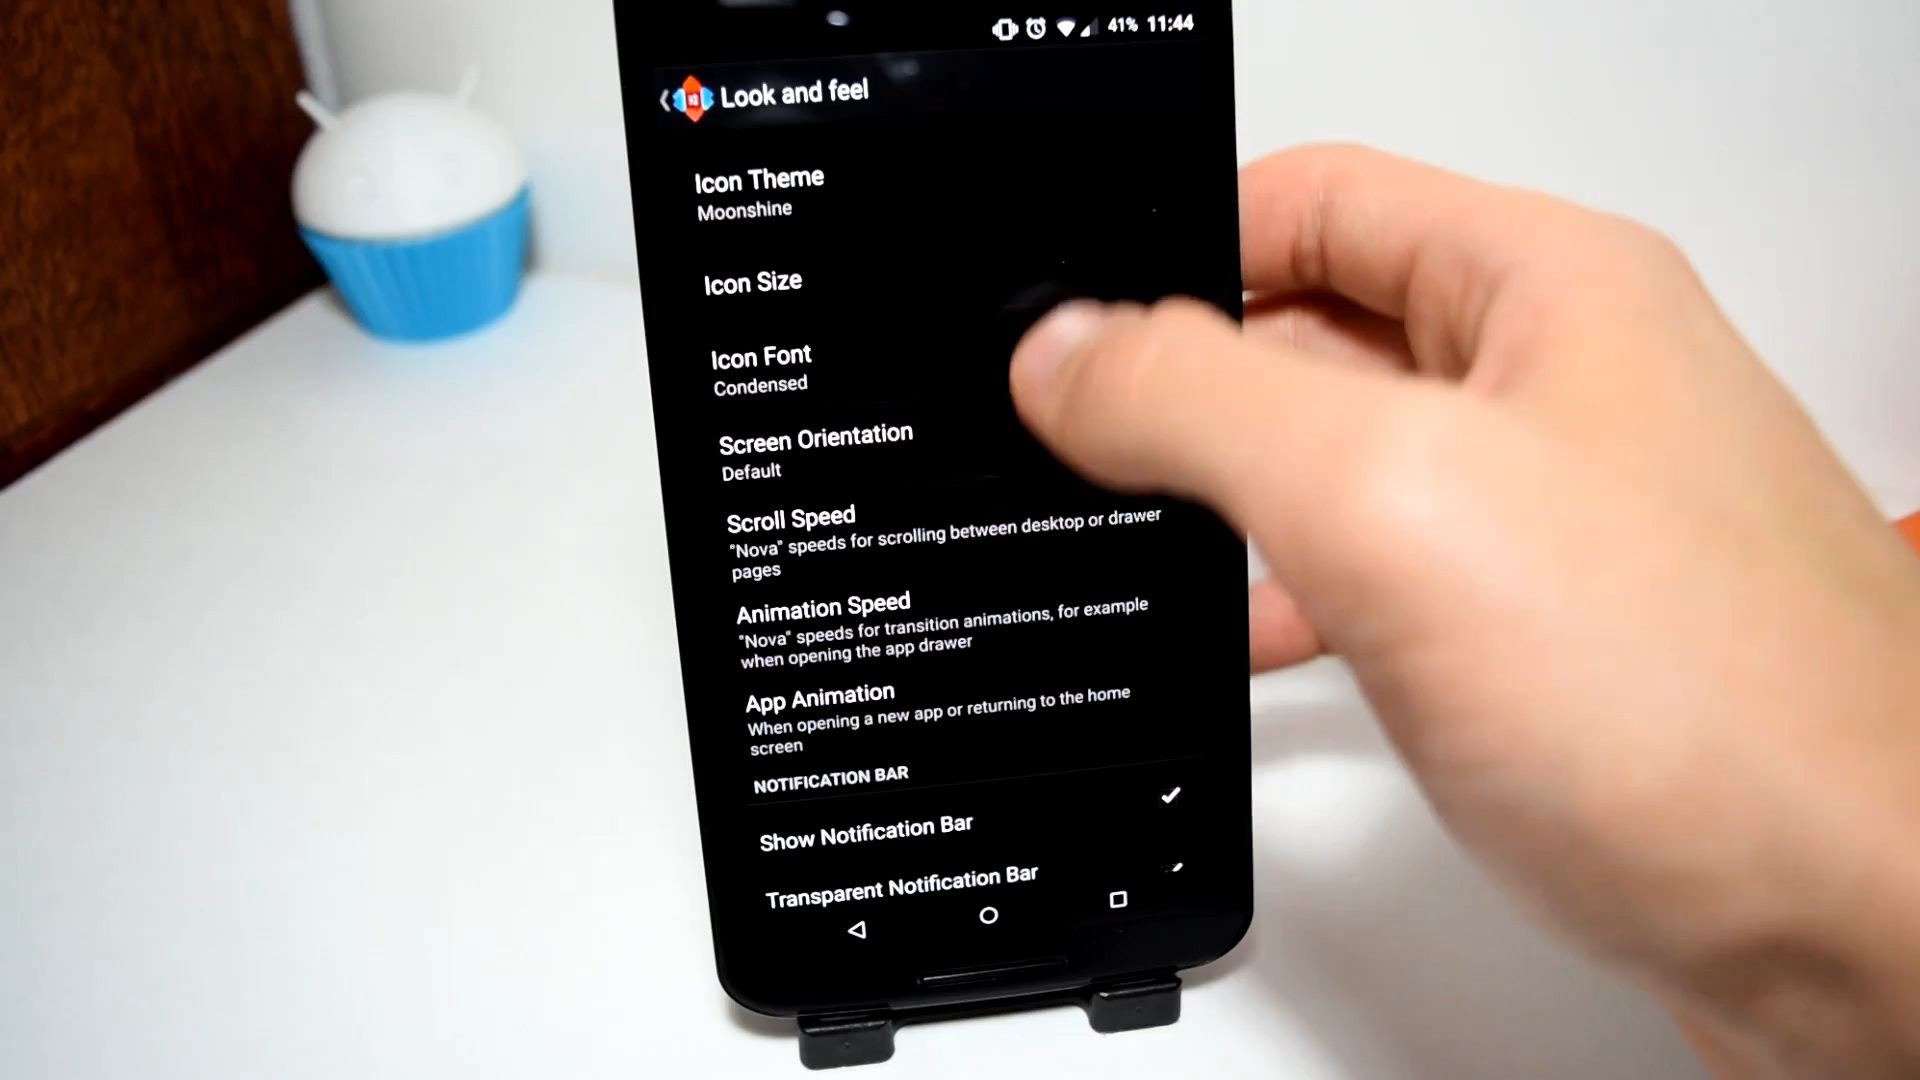 41% 11:44
Look and feel
Icon Theme
Moonshine
Icon Size
Icon Font
Condensed
Screen Orientation
Default
Scroll Speed
"Nova" speeds for scrolling between desktop or drawer
pages
Animation Speed
"Nova" speeds for transition animations, for example
when opening the app drawer
App Animation
When opening a new app or returning to the home
screen
NOTIFICATION BAR
Show Notification Bar
Transparent Notification Bar